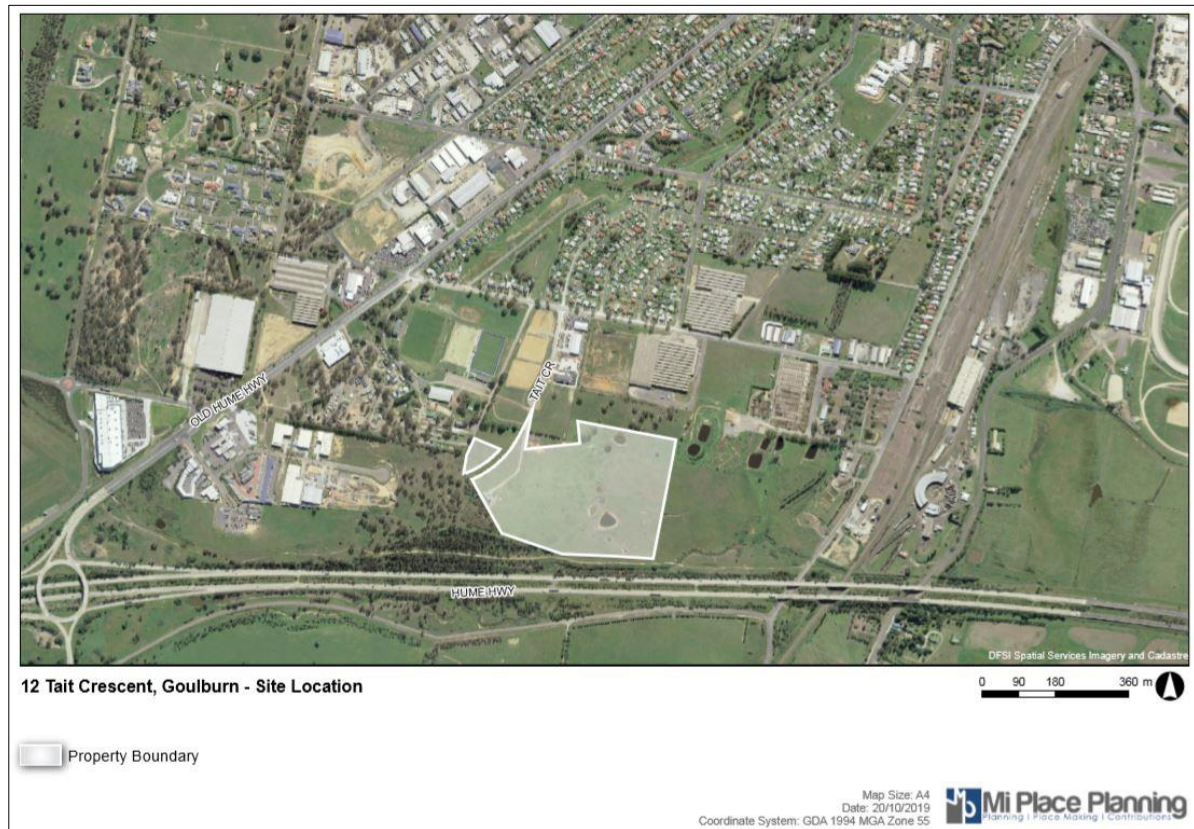 TAIT CR
OLD HUME HWY
HUME HWY
DFSI Spatial Services Imagery and Cadastre
12 Tait Crescent, Goulburn - Site Location
0 90 180 360 m
Property Boundary
Map Size: A4
Date: 20/10/2019
Coordinate System: GDA 1994 MGA Zone 55
Mi Place Planning
Planning | Place Making | Contributions